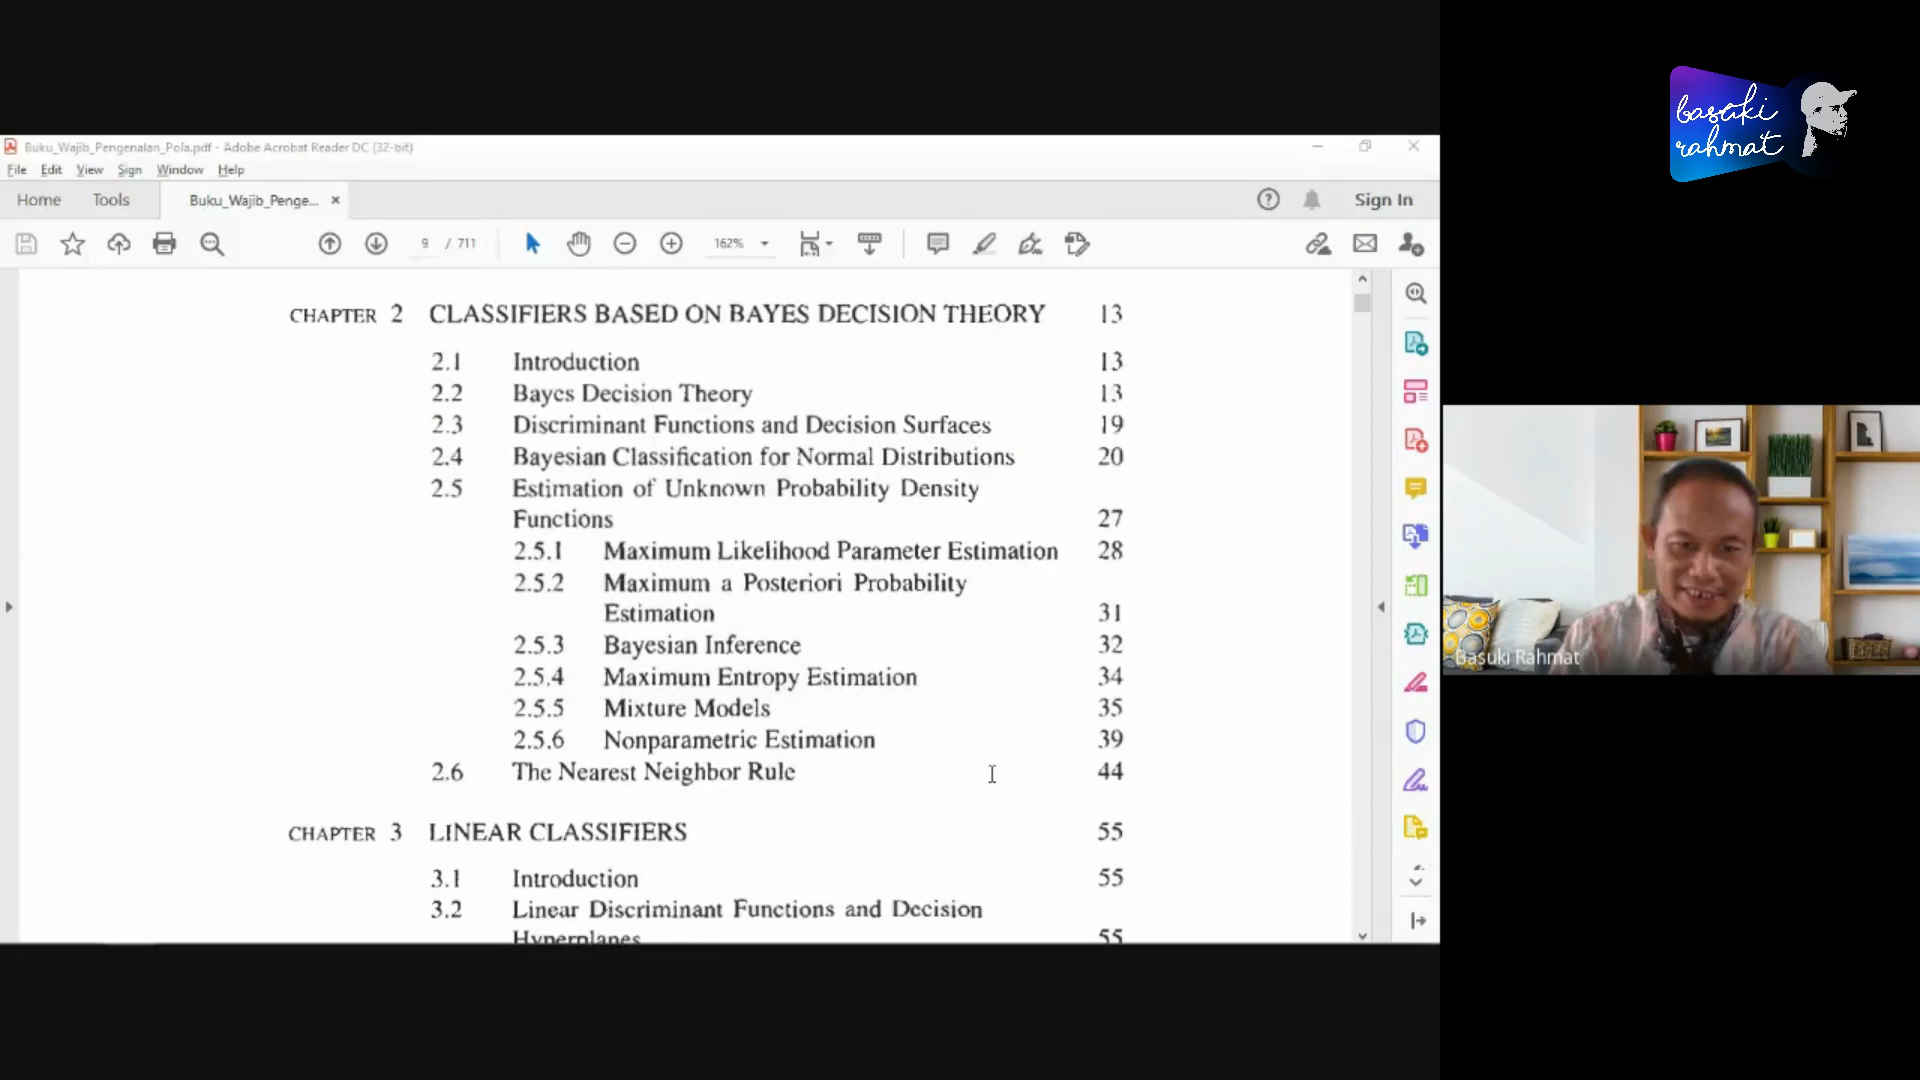 basuki
rahmat
Buku_Wajib_Pengenalan_Pola.pdf - Adobe Acrobat Reader DC (32-bit)
File Edit View Sign Window Help
Home Tools Buku_Wajib_Penge... × Sign In
9 / 711 162%
CHAPTER 2 CLASSIFIERS BASED ON BAYES DECISION THEORY 13
2.1 Introduction 13
2.2 Bayes Decision Theory 13
2.3 Discriminant Functions and Decision Surfaces 19
2.4 Bayesian Classification for Normal Distributions 20
2.5 Estimation of Unknown Probability Density
Functions 27
2.5.1 Maximum Likelihood Parameter Estimation 28
2.5.2 Maximum a Posteriori Probability
Estimation 31
2.5.3 Bayesian Inference 32
2.5.4 Maximum Entropy Estimation 34
2.5.5 Mixture Models 35
2.5.6 Nonparametric Estimation 39
2.6 The Nearest Neighbor Rule 44
CHAPTER 3 LINEAR CLASSIFIERS 55
3.1 Introduction 55
3.2 Linear Discriminant Functions and Decision
Hyperplanes 55
Basuki Rahmat